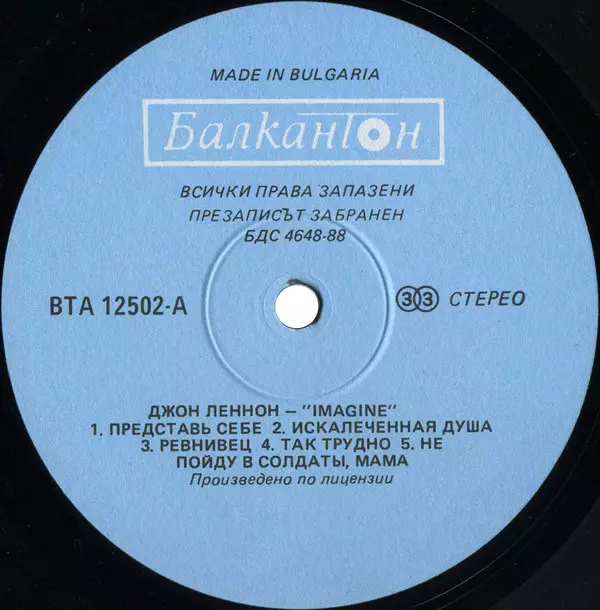 MADE IN BULGARIA
Балкантон
ВСИЧКИ ПРАВА ЗАПАЗЕНИ
ПРЕЗАПИСЪТ ЗАБРАНЕН
БДС 4648-88
ВТА 12502-А
33 СТЕРЕО
ДЖОН ЛЕННОН – "IMAGINE"
1. ПРЕДСТАВЬ СЕБЕ 2. ИСКАЛЕЧЕННАЯ ДУША
3. РЕВНИВЕЦ 4. ТАК ТРУДНО 5. НЕ
ПОЙДУ В СОЛДАТЫ, МАМА
Произведено по лицензии